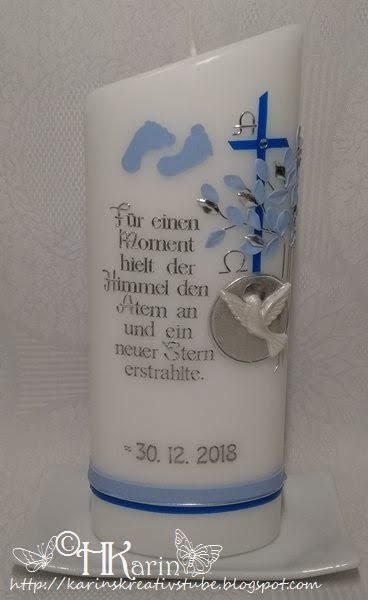 Α
Ω
Für einen
Moment
hielt der
Himmel den
Atem an
und ein
neuer Stern
erstrahlte.
* 30. 12. 2018
©HKarin
http://karinskreativstube.blogspot.com